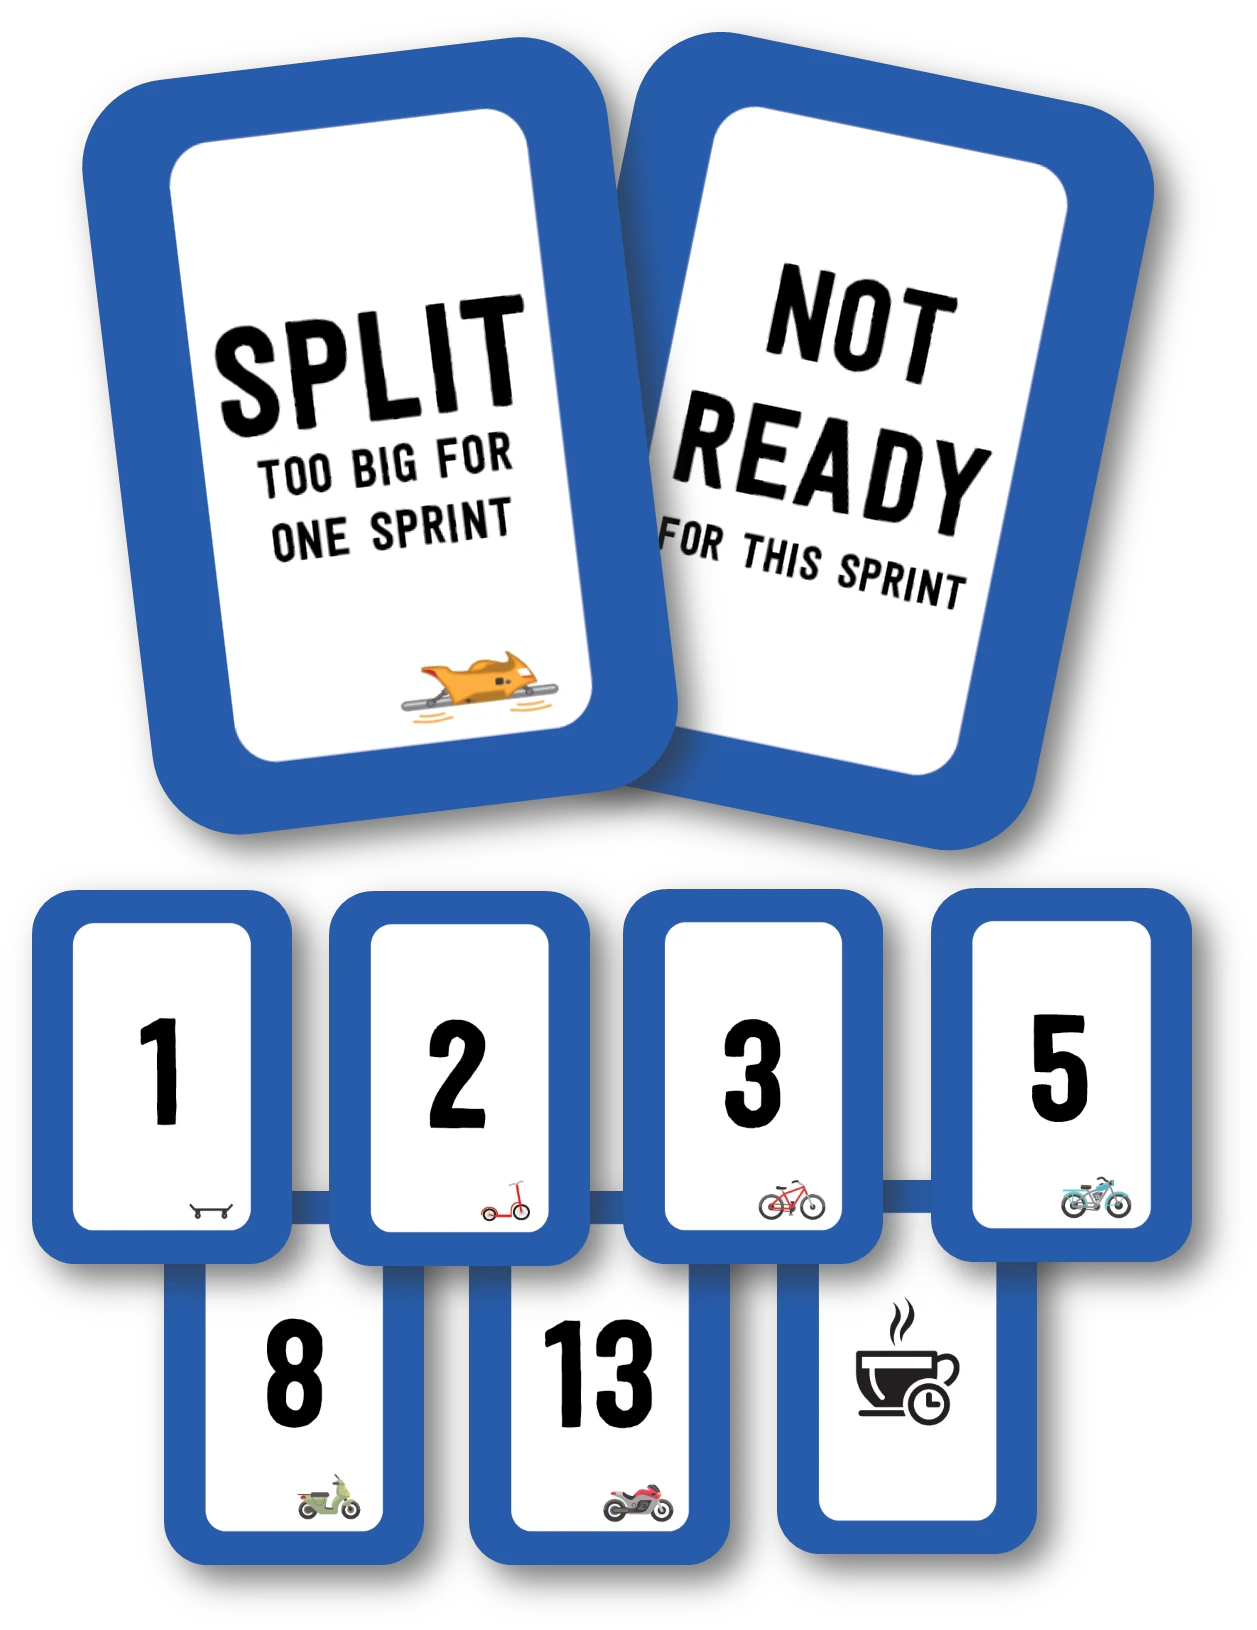 SPLIT
TOO BIG FOR
ONE SPRINT
NOT
READY
FOR THIS SPRINT
1
2
3
5
8
13